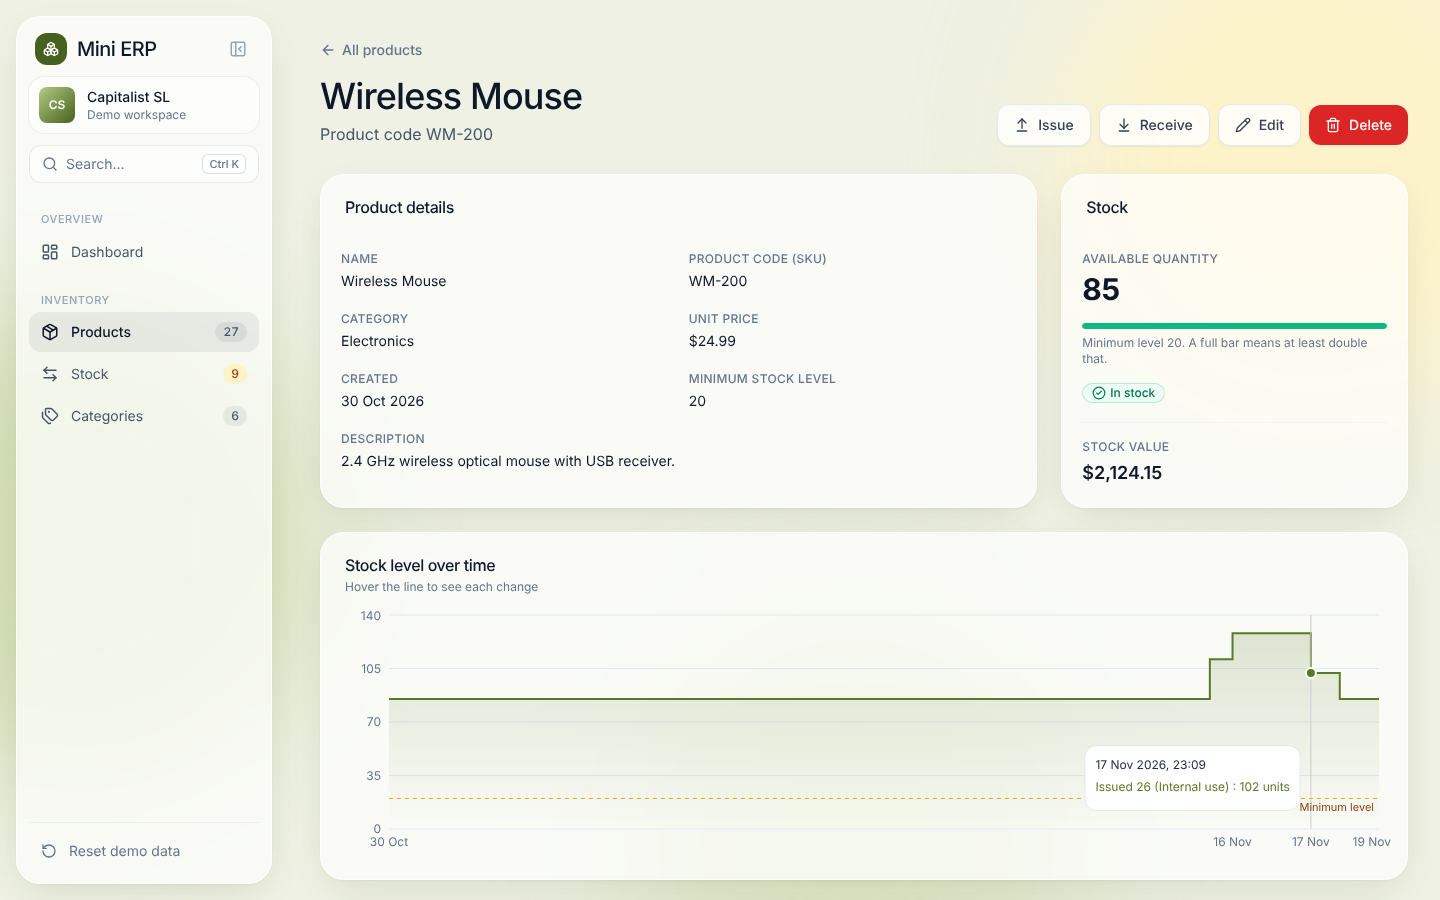 Mini ERP
CS
Capitalist SL
Demo workspace
Search...
Ctrl K
OVERVIEW
Dashboard
INVENTORY
Products
27
Stock
9
Categories
6
Reset demo data
All products
Wireless Mouse
Product code WM-200
Issue
Receive
Edit
Delete
Product details
NAME
Wireless Mouse
PRODUCT CODE (SKU)
WM-200
CATEGORY
Electronics
UNIT PRICE
$24.99
CREATED
30 Oct 2026
MINIMUM STOCK LEVEL
20
DESCRIPTION
2.4 GHz wireless optical mouse with USB receiver.
Stock
AVAILABLE QUANTITY
85
Minimum level 20. A full bar means at least double
that.
In stock
STOCK VALUE
$2,124.15
Stock level over time
Hover the line to see each change
140
105
70
35
0
17 Nov 2026, 23:09
Issued 26 (Internal use) : 102 units
Minimum level
30 Oct
16 Nov
17 Nov
19 Nov